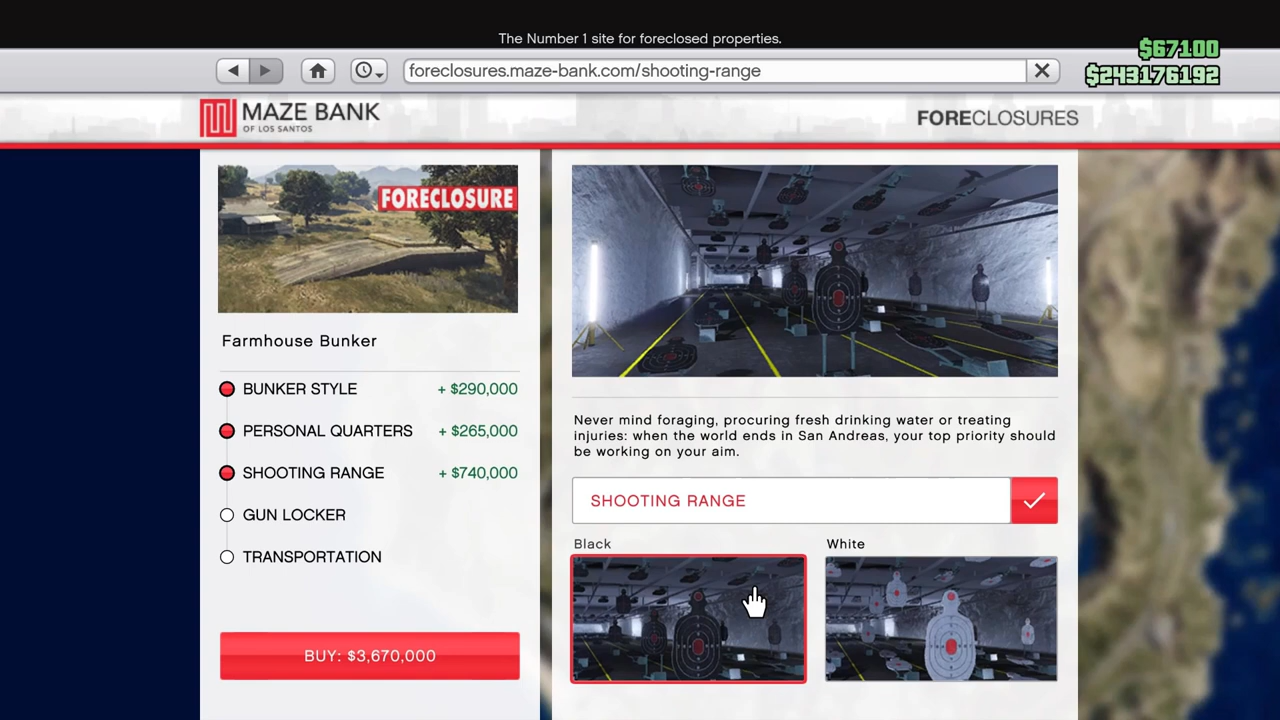 The Number 1 site for foreclosed properties.
$67100
$243176192
foreclosures.maze-bank.com/shooting-range
MAZE BANK
OF LOS SANTOS
FORECLOSURES
FORECLOSURE
Farmhouse Bunker
BUNKER STYLE + $290,000
PERSONAL QUARTERS + $265,000
SHOOTING RANGE + $740,000
GUN LOCKER
TRANSPORTATION
BUY: $3,670,000
Never mind foraging, procuring fresh drinking water or treating
injuries: when the world ends in San Andreas, your top priority should
be working on your aim.
SHOOTING RANGE
Black
White